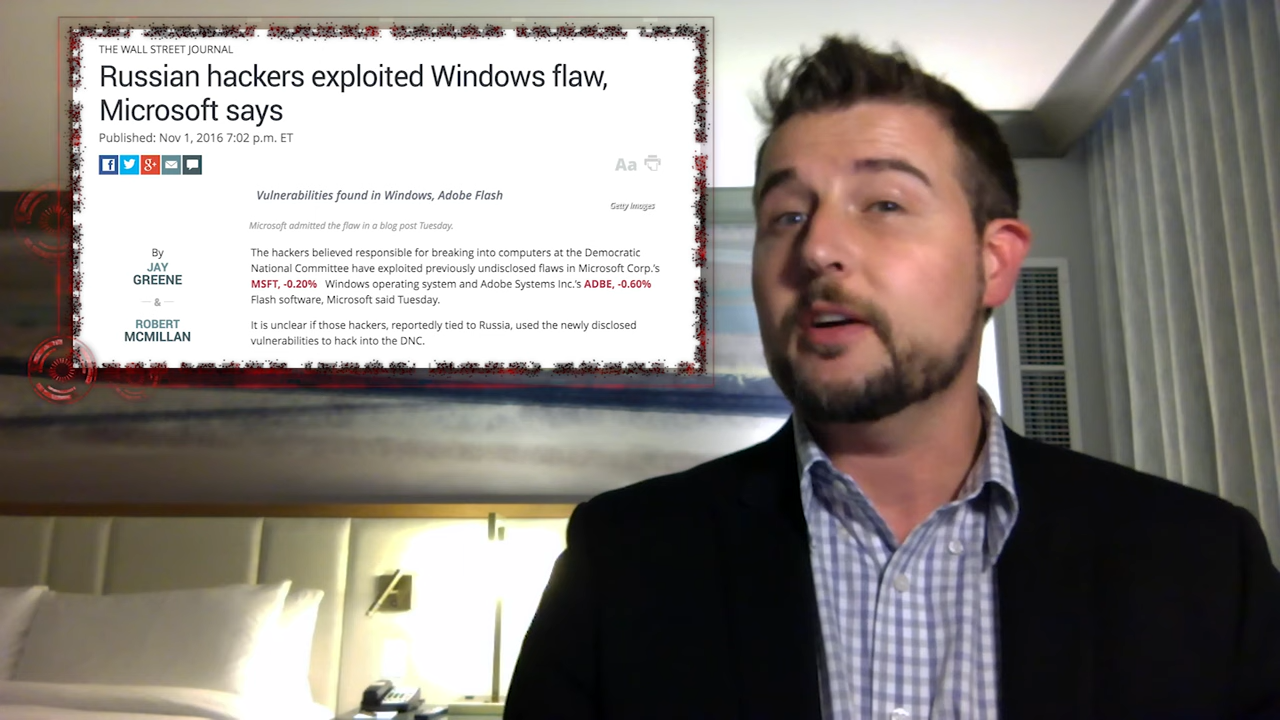 THE WALL STREET JOURNAL
Russian hackers exploited Windows flaw,
Microsoft says
Published: Nov 1, 2016 7:02 p.m. ET
Aa
Vulnerabilities found in Windows, Adobe Flash
Getty Images
Microsoft admitted the flaw in a blog post Tuesday.
By
JAY
GREENE
&
ROBERT
MCMILLAN
The hackers believed responsible for breaking into computers at the Democratic
National Committee have exploited previously undisclosed flaws in Microsoft Corp.'s
MSFT, -0.20% Windows operating system and Adobe Systems Inc.'s ADBE, -0.60%
Flash software, Microsoft said Tuesday.
It is unclear if those hackers, reportedly tied to Russia, used the newly disclosed
vulnerabilities to hack into the DNC.